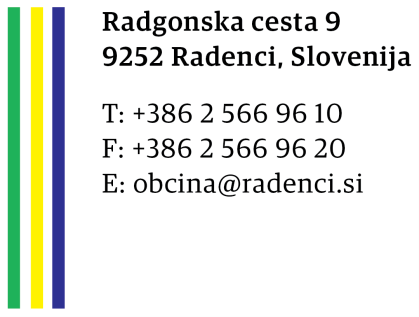 Radgonska cesta 9
9252 Radenci, Slovenija
T: +386 2 566 96 10
F: +386 2 566 96 20
E: obcina@radenci.si